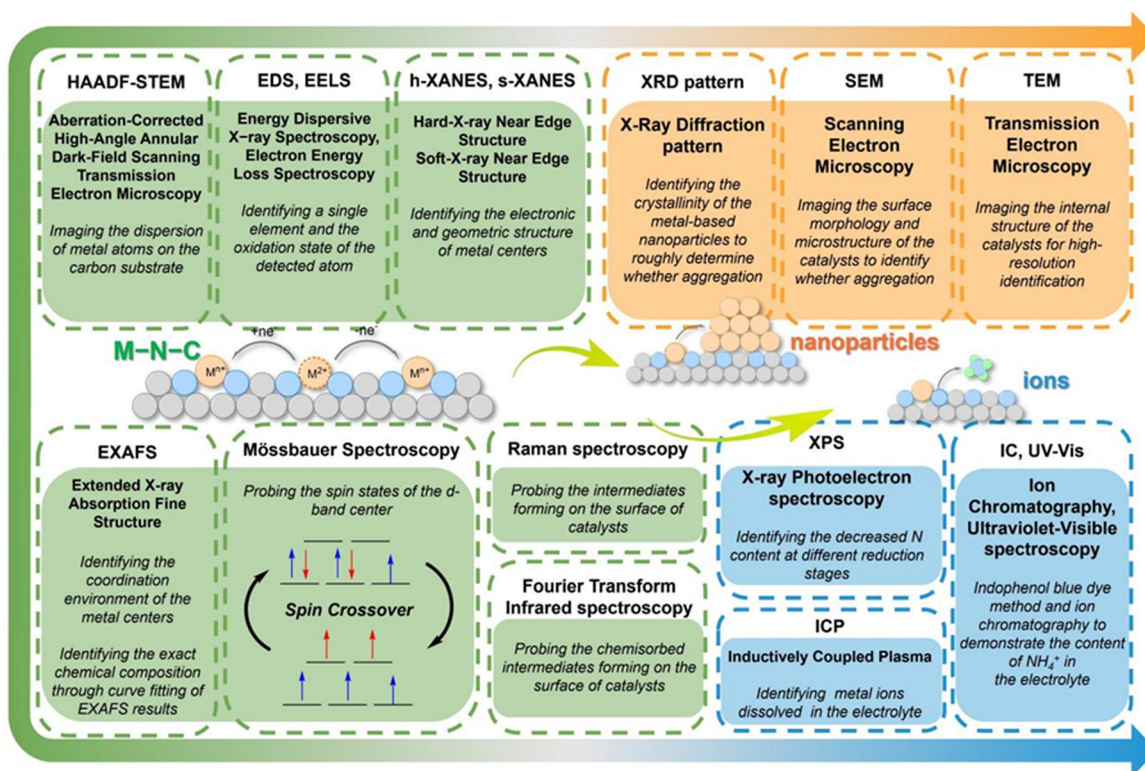 HAADF-STEM
Aberration-Corrected
High-Angle Annular
Dark-Field Scanning
Transmission
Electron Microscopy
Imaging the dispersion
of metal atoms on the
carbon substrate
EDS, EELS
Energy Dispersive
X-ray Spectroscopy,
Electron Energy
Loss Spectroscopy
Identifying a single
element and the
oxidation state of the
detected atom
h-XANES, s-XANES
Hard-X-ray Near Edge
Structure
Soft-X-ray Near Edge
Structure
Identifying the electronic
and geometric structure
of metal centers
XRD pattern
X-Ray Diffraction
pattern
Identifying the
crystallinity of the
metal-based
nanoparticles to
roughly determine
whether aggregation
SEM
Scanning
Electron
Microscopy
Imaging the surface
morphology and
microstructure of the
catalysts to identify
whether aggregation
TEM
Transmission
Electron
Microscopy
Imaging the internal
structure of the
catalysts for high-
resolution
identification
M–N–C
+ne⁻
-ne⁻
Mⁿ⁺
M²⁺
Mⁿ⁺
nanoparticles
ions
EXAFS
Extended X-ray
Absorption Fine
Structure
Identifying the
coordination
environment of the
metal centers
Identifying the exact
chemical composition
through curve fitting of
EXAFS results
Mössbauer Spectroscopy
Probing the spin states of the d-
band center
Spin Crossover
Raman spectroscopy
Probing the intermediates
forming on the surface of
catalysts
Fourier Transform
Infrared spectroscopy
Probing the chemisorbed
intermediates forming on the
surface of catalysts
XPS
X-ray Photoelectron
spectroscopy
Identifying the decreased N
content at different reduction
stages
ICP
Inductively Coupled Plasma
Identifying metal ions
dissolved in the electrolyte
IC, UV-Vis
Ion
Chromatography,
Ultraviolet-Visible
spectroscopy
Indophenol blue dye
method and ion
chromatography to
demonstrate the content
of NH₄⁺ in
the electrolyte